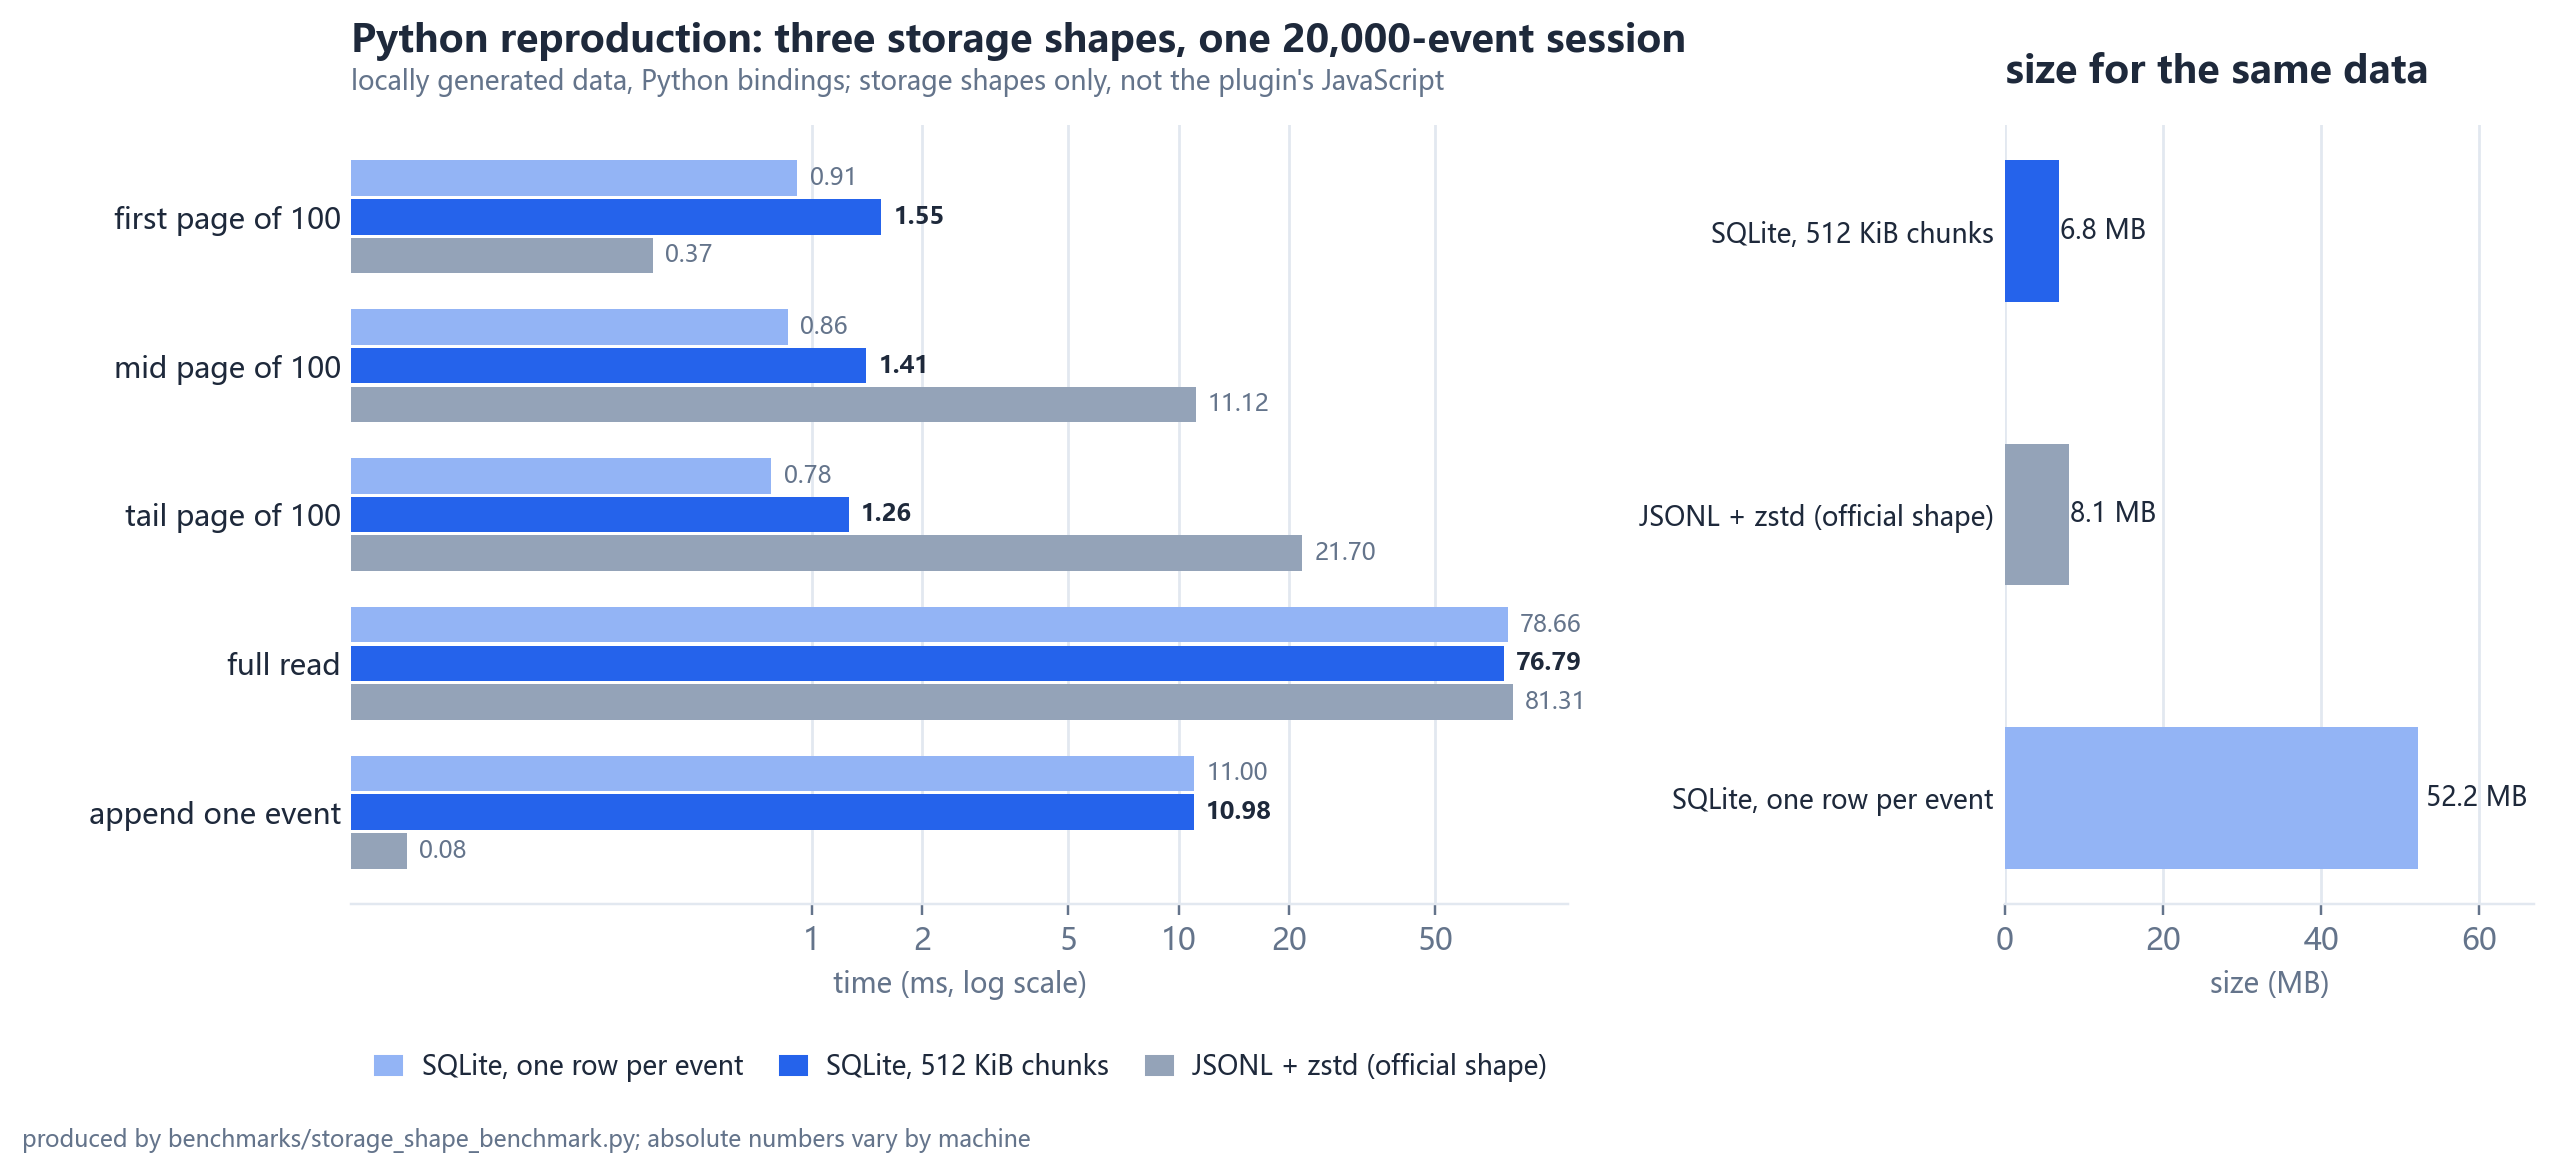 Python reproduction: three storage shapes, one 20,000-event session
locally generated data, Python bindings; storage shapes only, not the plugin's JavaScript
first page of 100
0.91
1.55
0.37
mid page of 100
0.86
1.41
11.12
tail page of 100
0.78
1.26
21.70
full read
78.66
76.79
81.31
append one event
11.00
10.98
0.08
1 2 5 10 20 50
time (ms, log scale)
SQLite, one row per event
SQLite, 512 KiB chunks
JSONL + zstd (official shape)
size for the same data
SQLite, 512 KiB chunks
6.8 MB
JSONL + zstd (official shape)
8.1 MB
SQLite, one row per event
52.2 MB
0 20 40 60
size (MB)
produced by benchmarks/storage_shape_benchmark.py; absolute numbers vary by machine